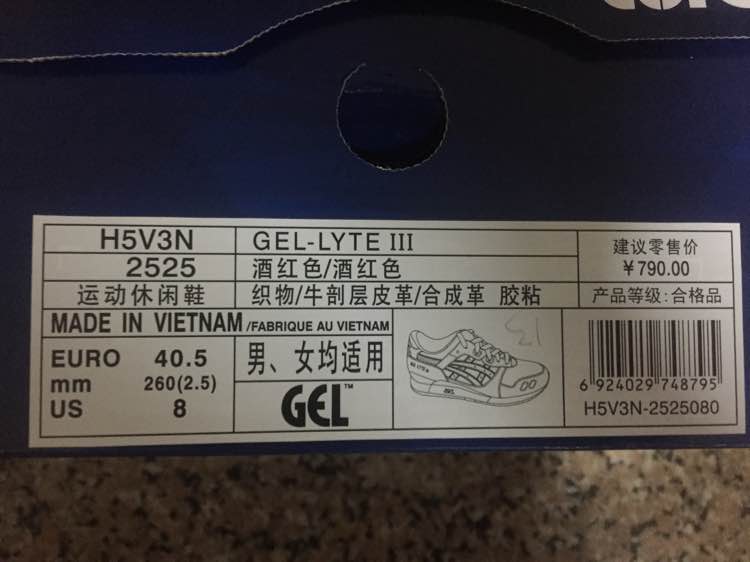 H5V3N
GEL-LYTE III
2525
酒红色/酒红色
运动休闲鞋
织物/牛剖层皮革/合成革 胶粘
建议零售价
￥790.00
产品等级:合格品
MADE IN VIETNAM/FABRIQUE AU VIETNAM
EURO 40.5
mm 260(2.5)
US 8
男、女均适用
GEL™
6 924029 748795
H5V3N-2525080